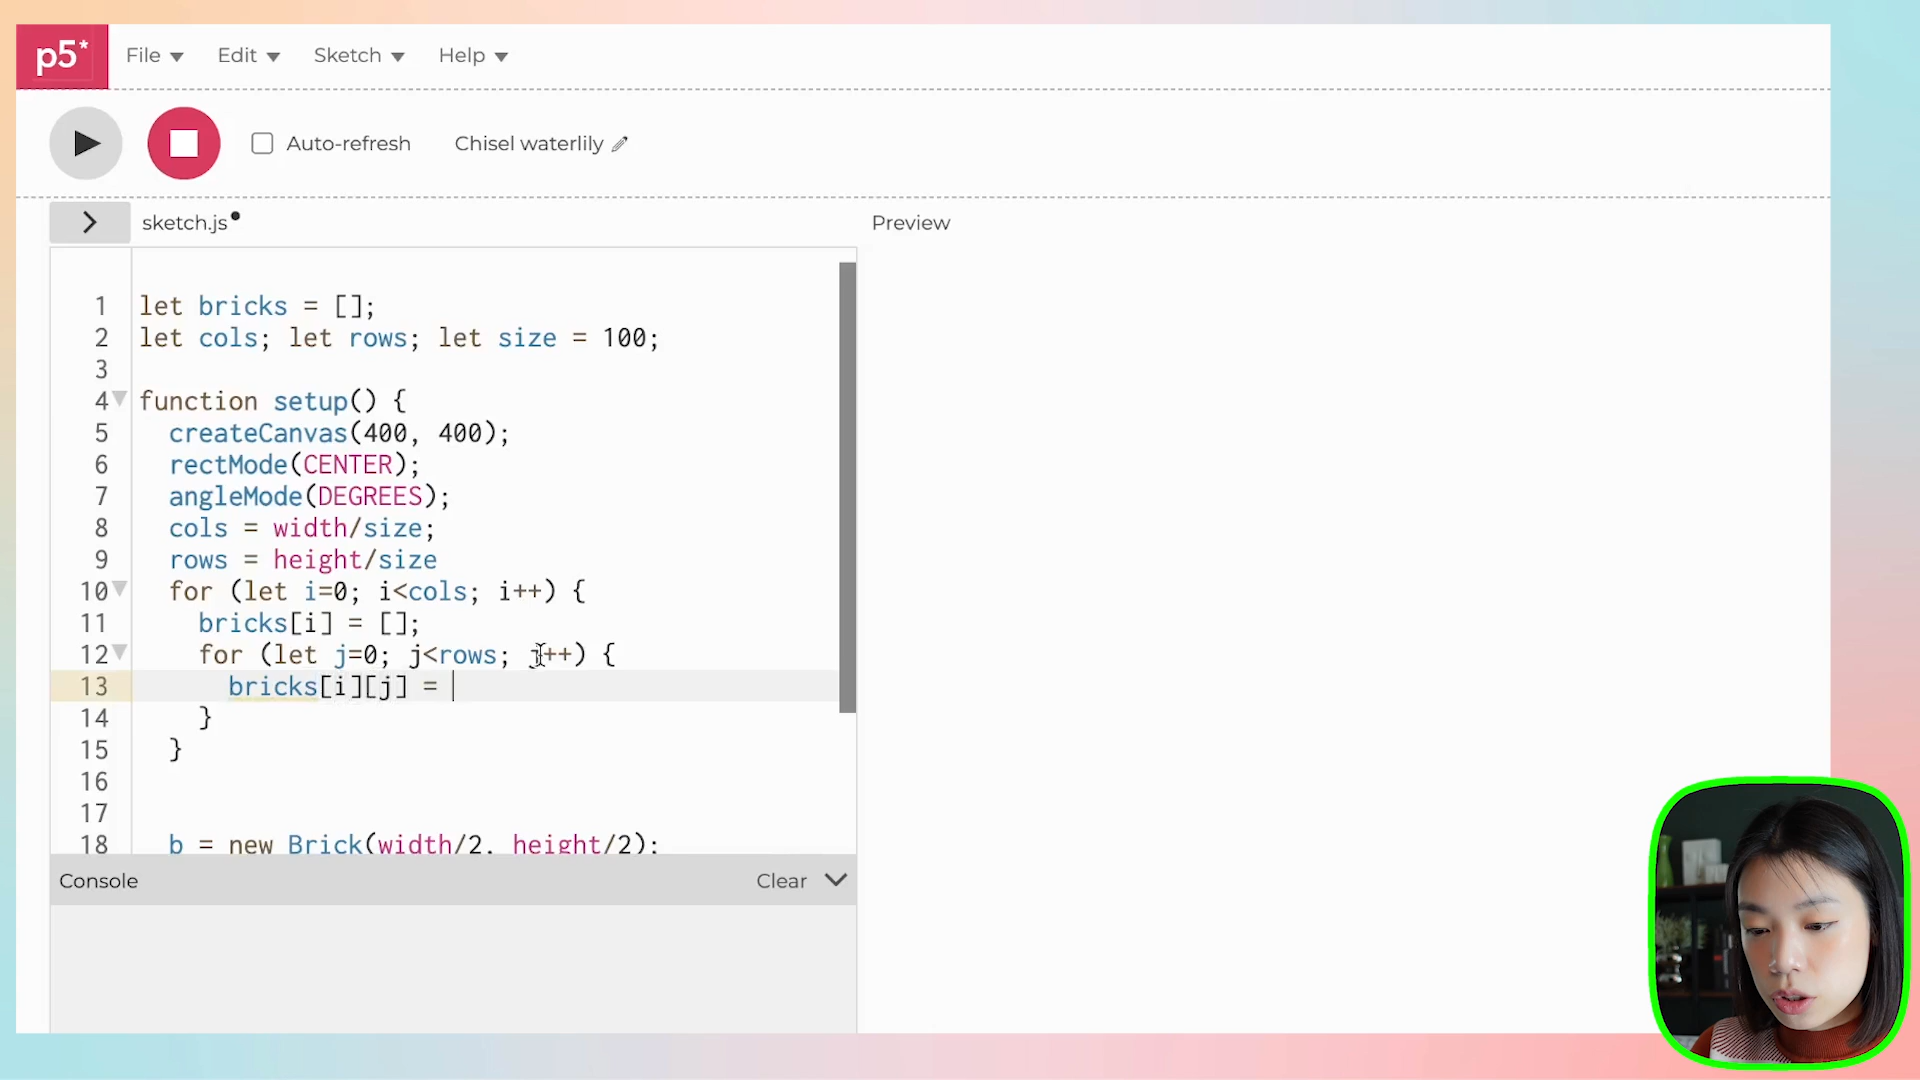 p5* File Edit Sketch Help
Auto-refresh Chisel waterlily
sketch.js Preview
1 let bricks = [];
2 let cols; let rows; let size = 100;
3
4 function setup() {
5 createCanvas(400, 400);
6 rectMode(CENTER);
7 angleMode(DEGREES);
8 cols = width/size;
9 rows = height/size
10 for (let i=0; i<cols; i++) {
11 bricks[i] = [];
12 for (let j=0; j<rows; j++) {
13 bricks[i][j] =
14 }
15 }
16
17
18 b = new Brick(width/2, height/2);
Console Clear